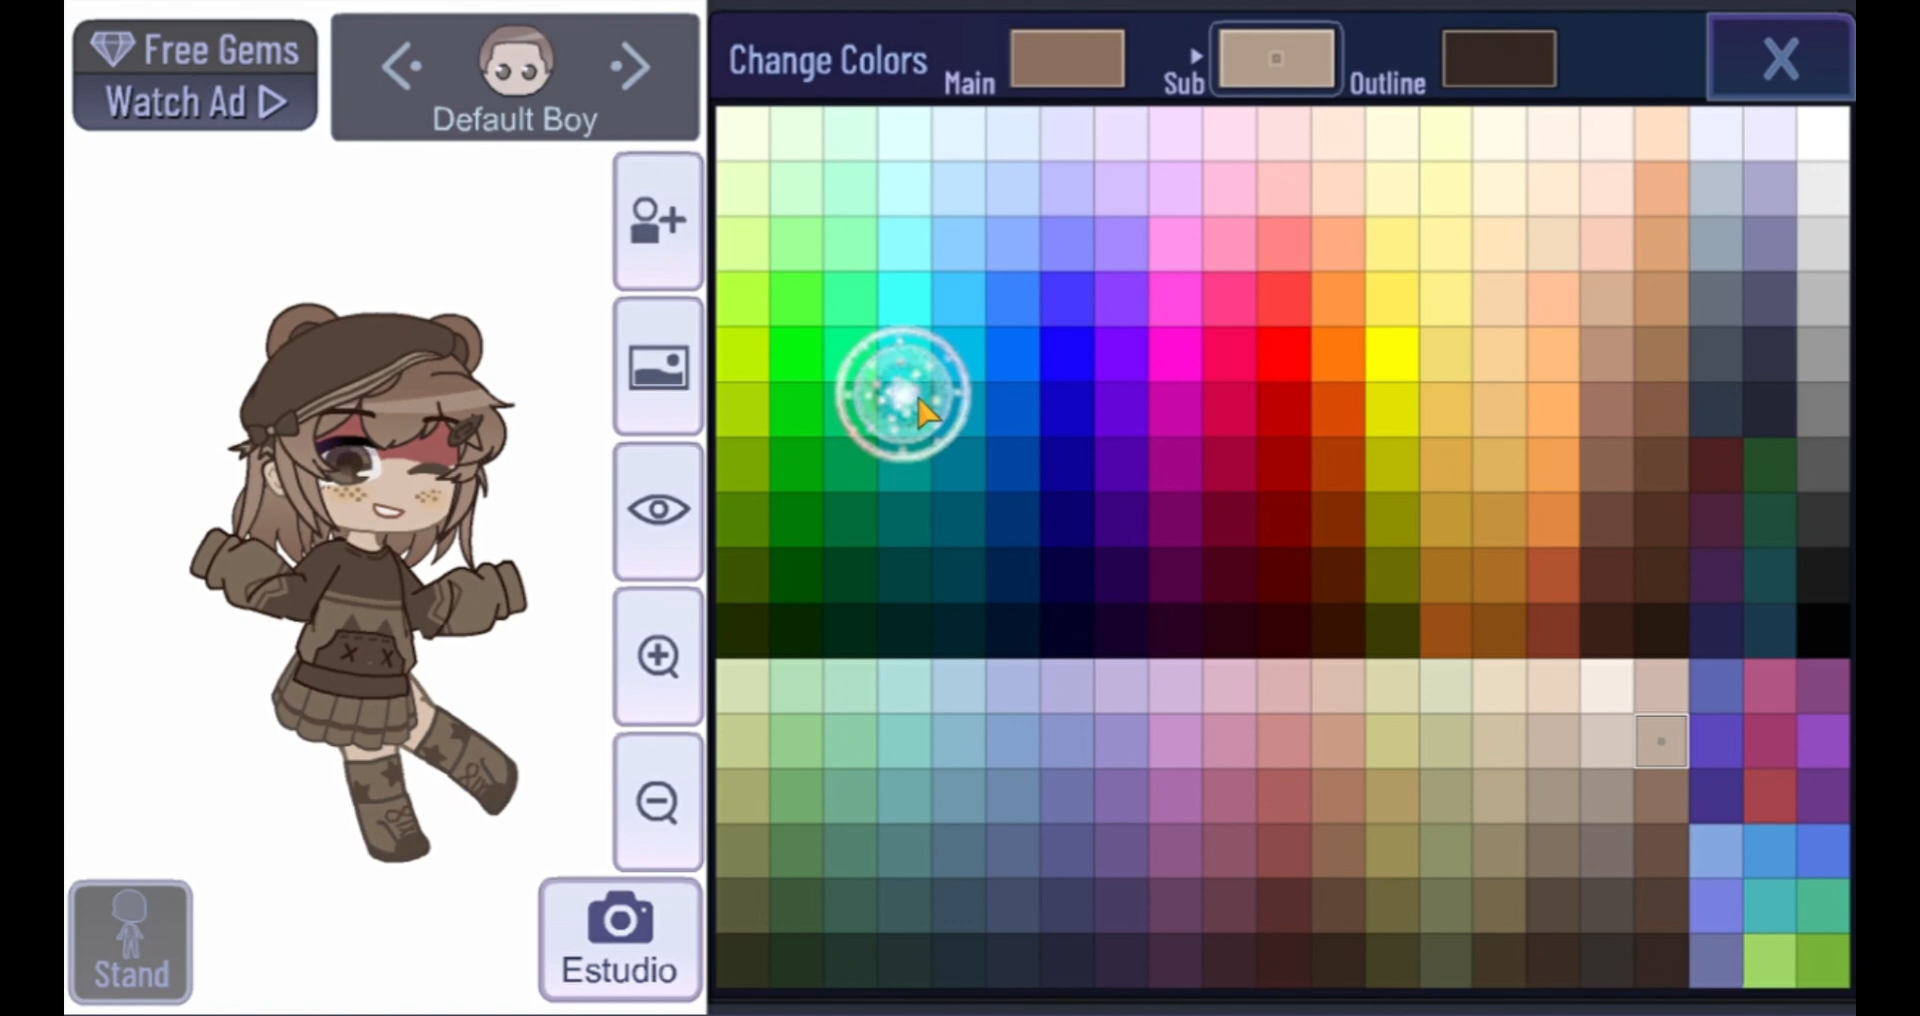 Free Gems
Watch Ad
Default Boy
Change Colors
Main
Sub
Outline
X
Stand
Estudio